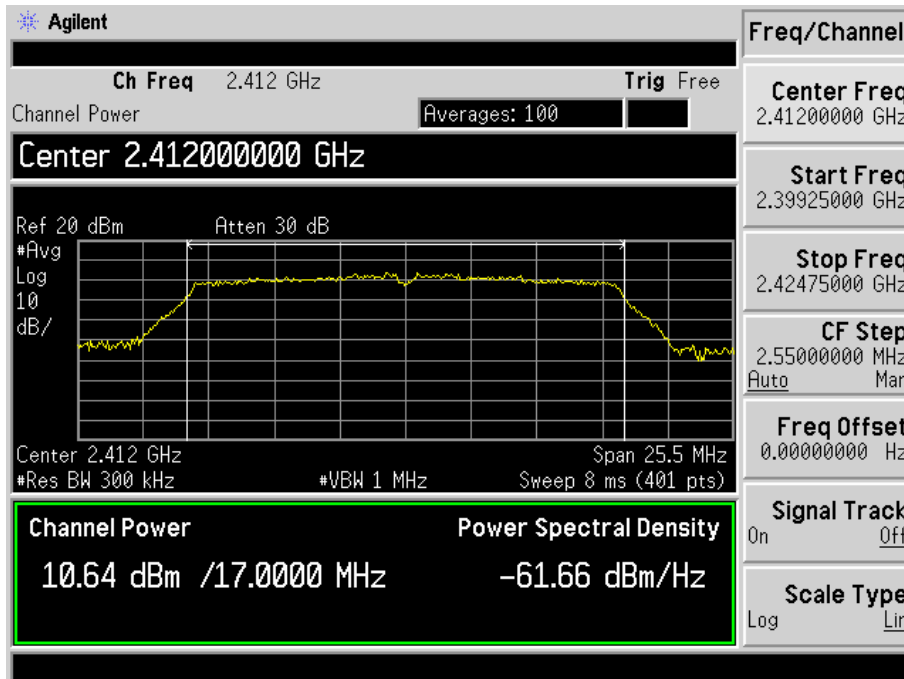 Agilent
Freq/Channel
Ch Freq 2.412 GHz Trig Free
Channel Power Averages: 100
Center 2.412000000 GHz
Ref 20 dBm Atten 30 dB
#Avg
Log
10
dB/
Center 2.412 GHz Span 25.5 MHz
#Res BW 300 kHz #VBW 1 MHz Sweep 8 ms (401 pts)
Channel Power Power Spectral Density
10.64 dBm /17.0000 MHz -61.66 dBm/Hz
Center Freq
2.41200000 GHz
Start Freq
2.39925000 GHz
Stop Freq
2.42475000 GHz
CF Step
2.55000000 MHz
Auto Man
Freq Offset
0.00000000 Hz
Signal Track
On Off
Scale Type
Log Lin